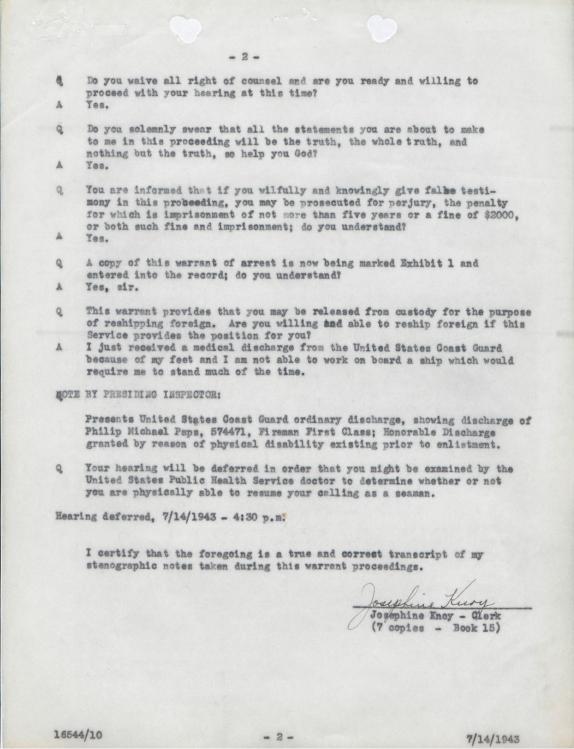 - 2 -
Q Do you waive all right of counsel and are you ready and willing to
proceed with your hearing at this time?
A Yes.
Q Do you solemnly swear that all the statements you are about to make
to me in this proceeding will be the truth, the whole truth, and
nothing but the truth, so help you God?
A Yes.
Q You are informed that if you wilfully and knowingly give false testi-
mony in this proceeding, you may be prosecuted for perjury, the penalty
for which is imprisonment of not more than five years or a fine of $2000,
or both such fine and imprisonment; do you understand?
A Yes.
Q A copy of this warrant of arrest is now being marked Exhibit 1 and
entered into the record; do you understand?
A Yes, sir.
Q This warrant provides that you may be released from custody for the purpose
of reshipping foreign. Are you willing and able to reship foreign if this
Service provides the position for you?
A I just received a medical discharge from the United States Coast Guard
because of my feet and I am not able to work on board a ship which would
require me to stand much of the time.
NOTE BY PRESIDING INSPECTOR:
Presents United States Coast Guard ordinary discharge, showing discharge of
Philip Michael Paps, 574471, Fireman First Class; Honorable Discharge
granted by reason of physical disability existing prior to enlistment.
Q Your hearing will be deferred in order that you might be examined by the
United States Public Health Service doctor to determine whether or not
you are physically able to resume your calling as a seaman.
Hearing deferred, 7/14/1943 - 4:30 p.m.
I certify that the foregoing is a true and correct transcript of my
stenographic notes taken during this warrant proceedings.
Josephine Knoy
Josephine Knoy - Clerk
(7 copies - Book 15)
16544/10 - 2 - 7/14/1943